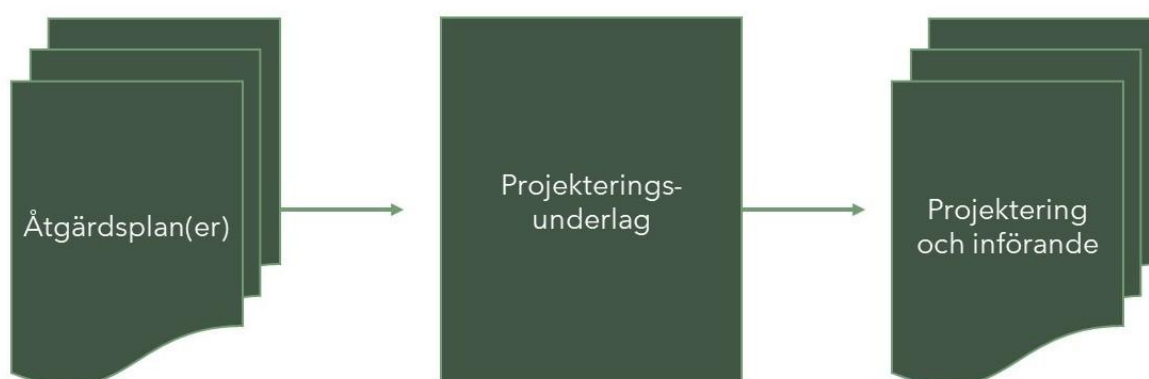 Åtgärdsplan(er)
Projekterings-
underlag
Projektering
och införande